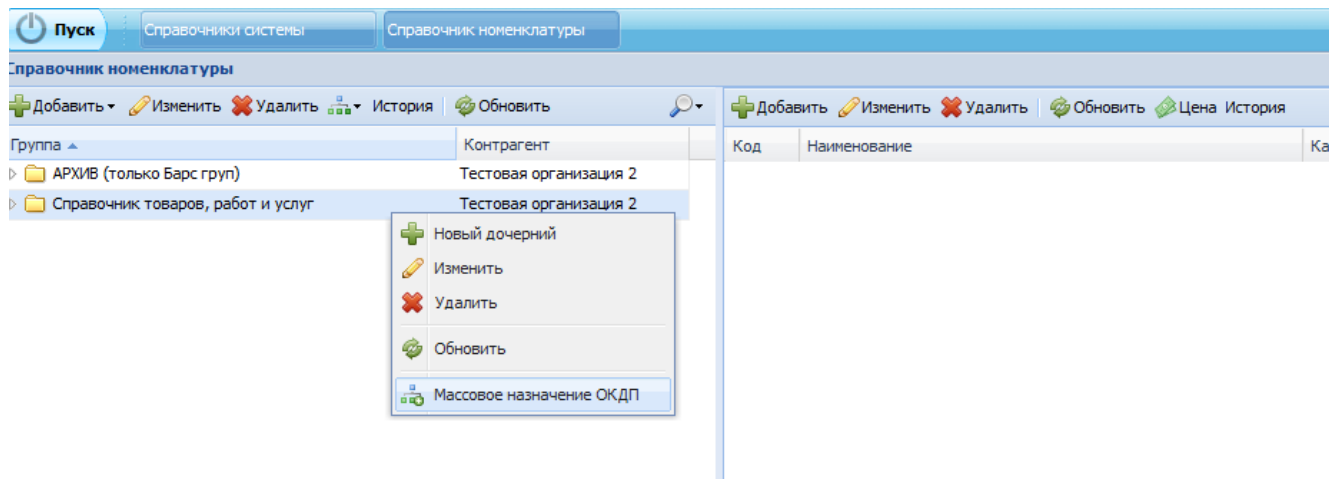 Пуск Справочники системы Справочник номенклатуры
Справочник номенклатуры
Добавить Изменить Удалить История Обновить Добавить Изменить Удалить Обновить Цена История
Группа Контрагент Код Наименование Ка
АРХИВ (только Барс груп) Тестовая организация 2
Справочник товаров, работ и услуг Тестовая организация 2
Новый дочерний
Изменить
Удалить
Обновить
Массовое назначение ОКДП